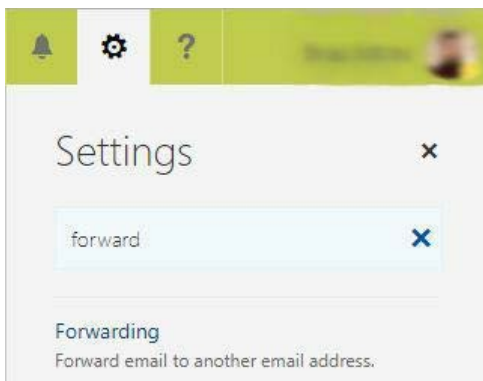 ?
Settings
forward
Forwarding
Forward email to another email address.